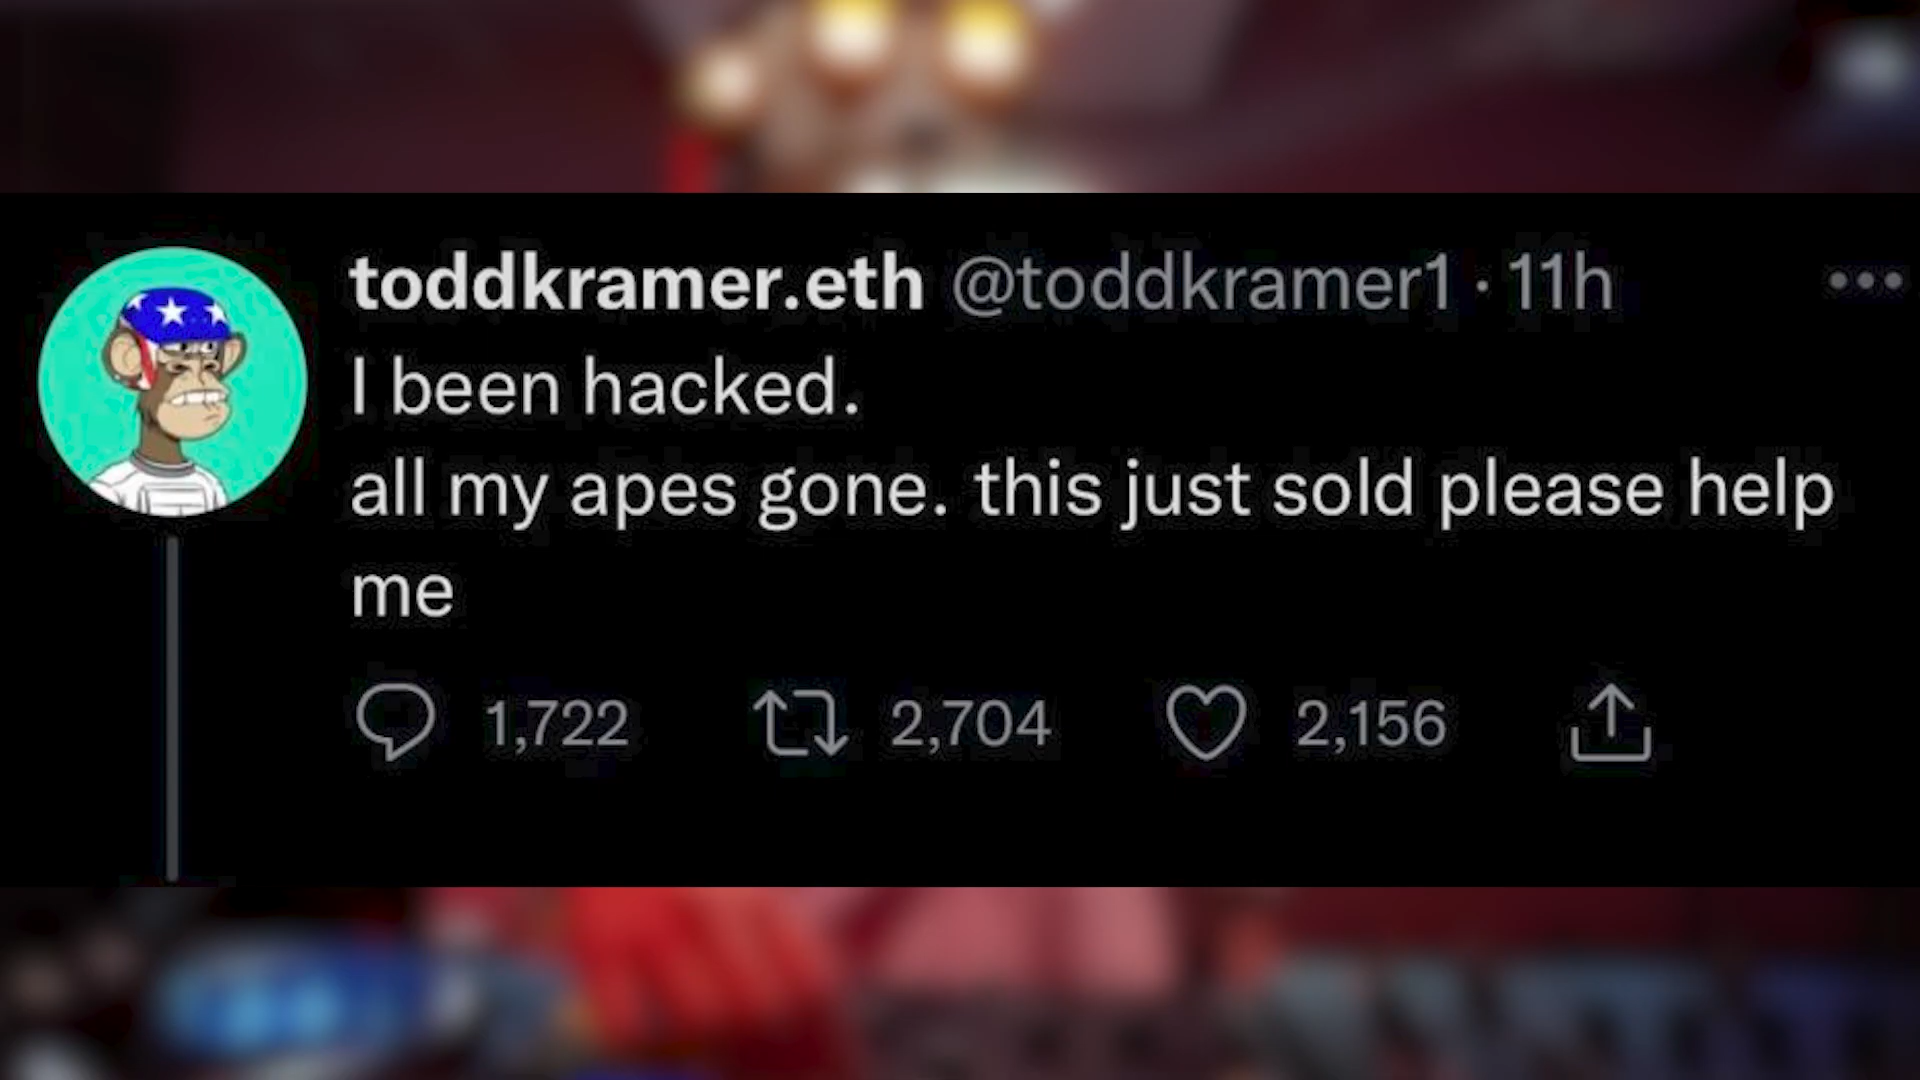 toddkramer.eth @toddkramer1 · 11h
I been hacked.
all my apes gone. this just sold please help
me
1,722 2,704 2,156